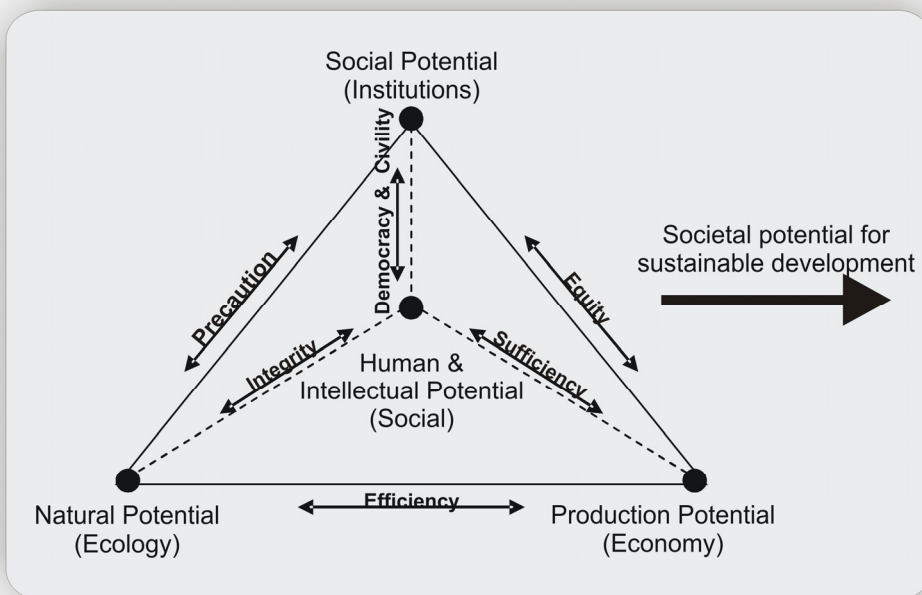 Social Potential
(Institutions)
Democracy & Civility
Precaution
Equity
Societal potential for
sustainable development
Integrity
Sufficiency
Human &
Intellectual Potential
(Social)
Efficiency
Natural Potential
(Ecology)
Production Potential
(Economy)